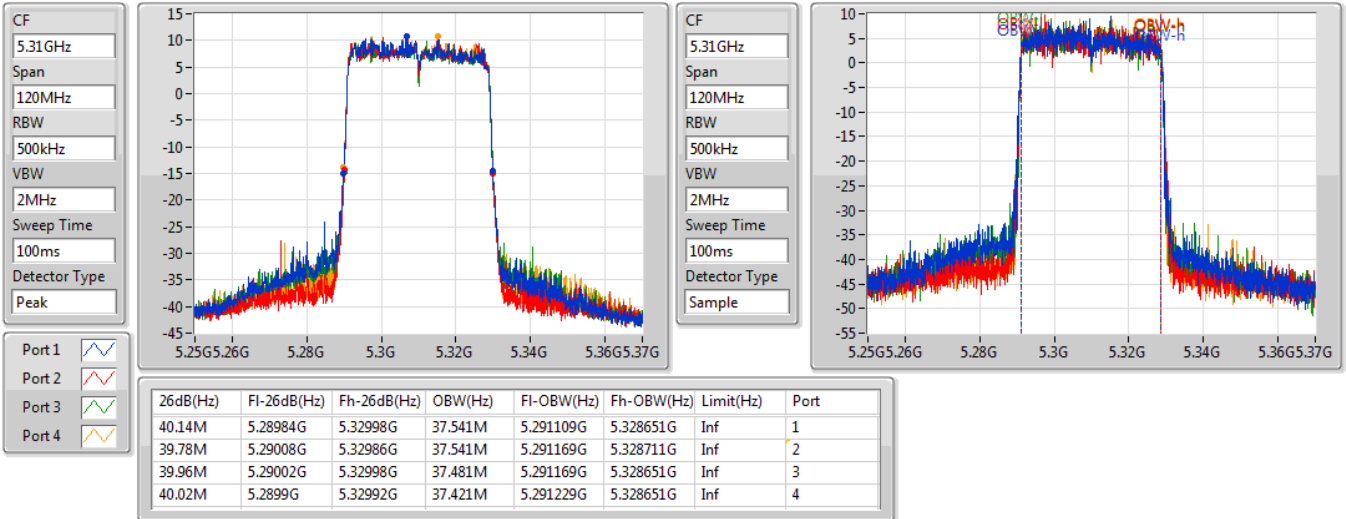 CF
5.31GHz
Span
120MHz
RBW
500kHz
VBW
2MHz
Sweep Time
100ms
Detector Type
Peak
15
10
5
0
-5
-10
-15
-20
-25
-30
-35
-40
-45
5.25G 5.26G 5.28G 5.3G 5.32G 5.34G 5.36G 5.37G
CF
5.31GHz
Span
120MHz
RBW
500kHz
VBW
2MHz
Sweep Time
100ms
Detector Type
Sample
10
5
0
-5
-10
-15
-20
-25
-30
-35
-40
-45
-50
-55
OBW-h
5.25G 5.26G 5.28G 5.3G 5.32G 5.34G 5.36G 5.37G
Port 1
Port 2
Port 3
Port 4
26dB(Hz) Fl-26dB(Hz) Fh-26dB(Hz) OBW(Hz) Fl-OBW(Hz) Fh-OBW(Hz) Limit(Hz) Port
40.14M 5.28984G 5.32998G 37.541M 5.291109G 5.328651G Inf 1
39.78M 5.29008G 5.32986G 37.541M 5.291169G 5.328711G Inf 2
39.96M 5.29002G 5.32998G 37.481M 5.291169G 5.328651G Inf 3
40.02M 5.2899G 5.32992G 37.421M 5.291229G 5.328651G Inf 4